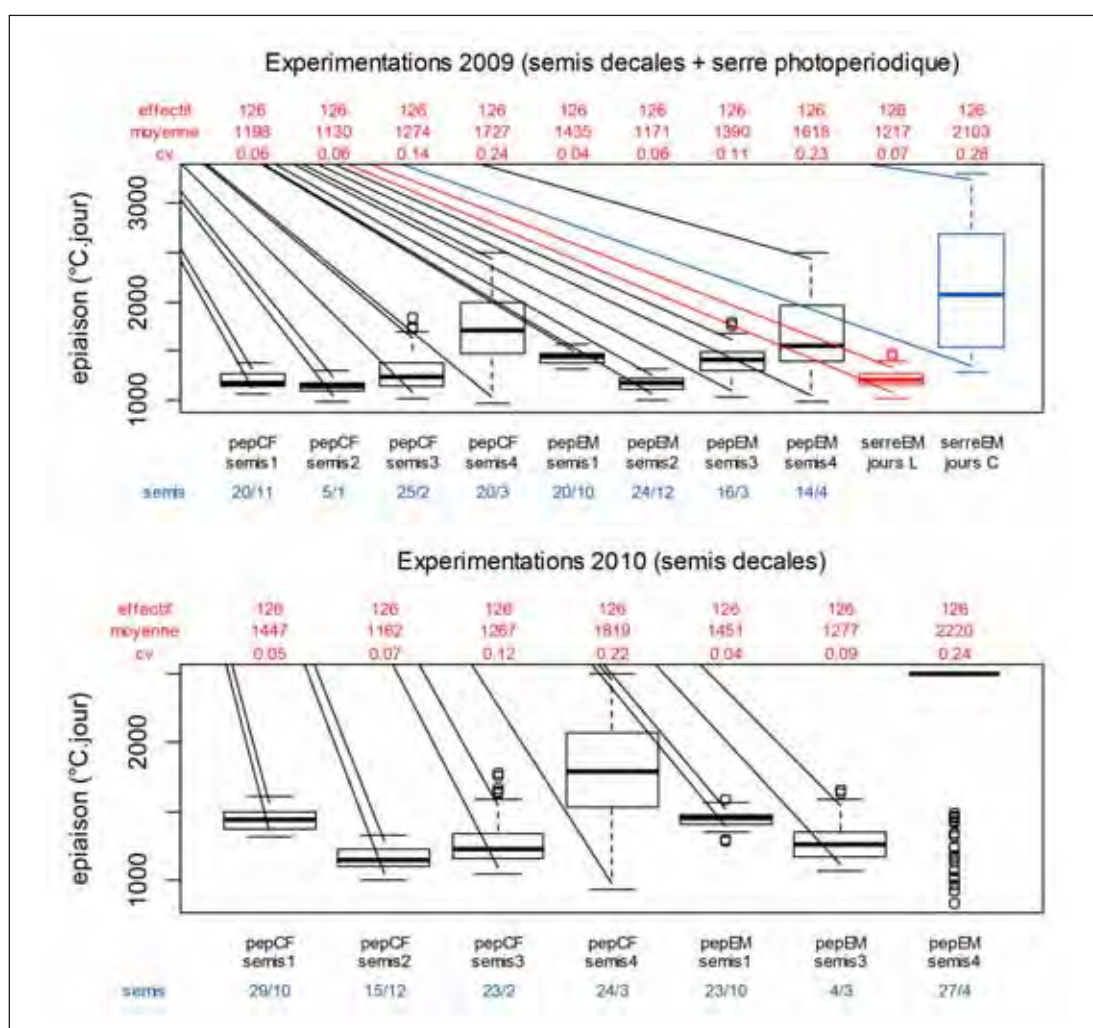 Experimentations 2009 (semis decales + serre photoperiodique)
effectif 126 126 126 126 126 126 126 126 126 126
moyenne 1198 1130 1274 1727 1435 1171 1390 1618 1217 2103
cv 0.06 0.06 0.14 0.24 0.04 0.06 0.11 0.23 0.07 0.28
epiaison (°C.jour)
3000
2000
1000
pepCF pepCF pepCF pepCF pepEM pepEM pepEM pepEM serreEM serreEM
semis1 semis2 semis3 semis4 semis1 semis2 semis3 semis4 jours L jours C
semis 20/11 5/1 25/2 20/3 20/10 24/12 16/3 14/4
Experimentations 2010 (semis decales)
effectif 126 126 126 126 126 126 126
moyenne 1447 1162 1267 1819 1451 1277 2220
cv 0.05 0.07 0.12 0.22 0.04 0.09 0.24
epiaison (°C.jour)
2000
1000
pepCF pepCF pepCF pepCF pepEM pepEM pepEM
semis1 semis2 semis3 semis4 semis1 semis3 semis4
semis 29/10 15/12 23/2 24/3 23/10 4/3 27/4